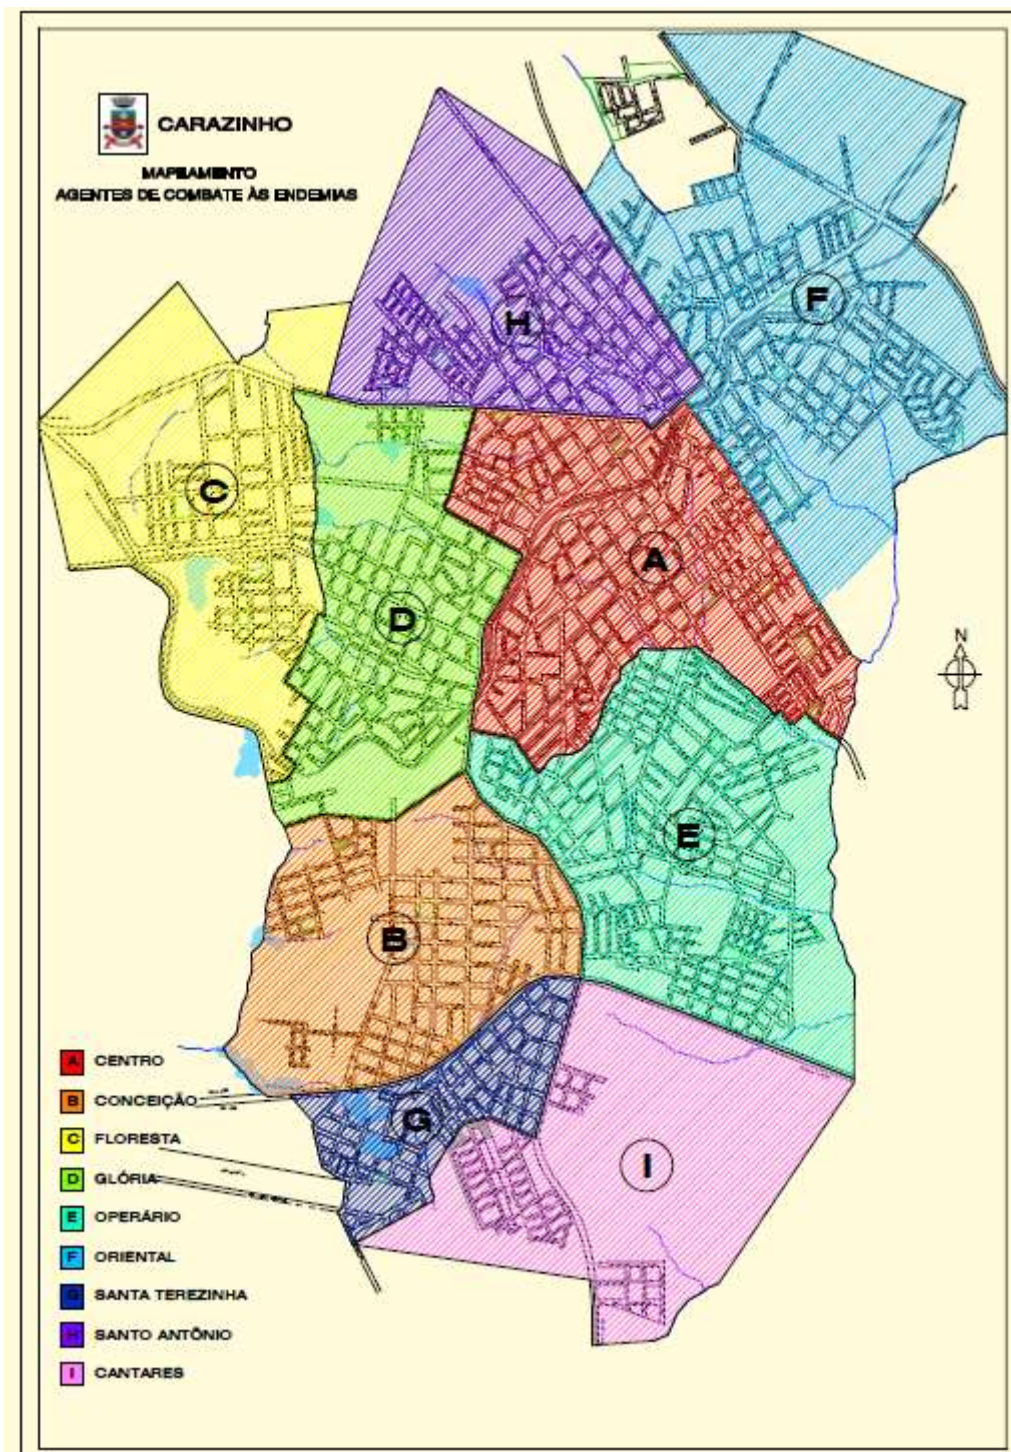 CARAZINHO
MAPEAMENTO
AGENTES DE COMBATE ÀS ENDEMIAS
F
H
C
A
D
N
E
B
G
I
A CENTRO
B CONCEIÇÃO
C FLORESTA
D GLÓRIA
E OPERÁRIO
F ORIENTAL
G SANTA TEREZINHA
H SANTO ANTÔNIO
I CANTARES